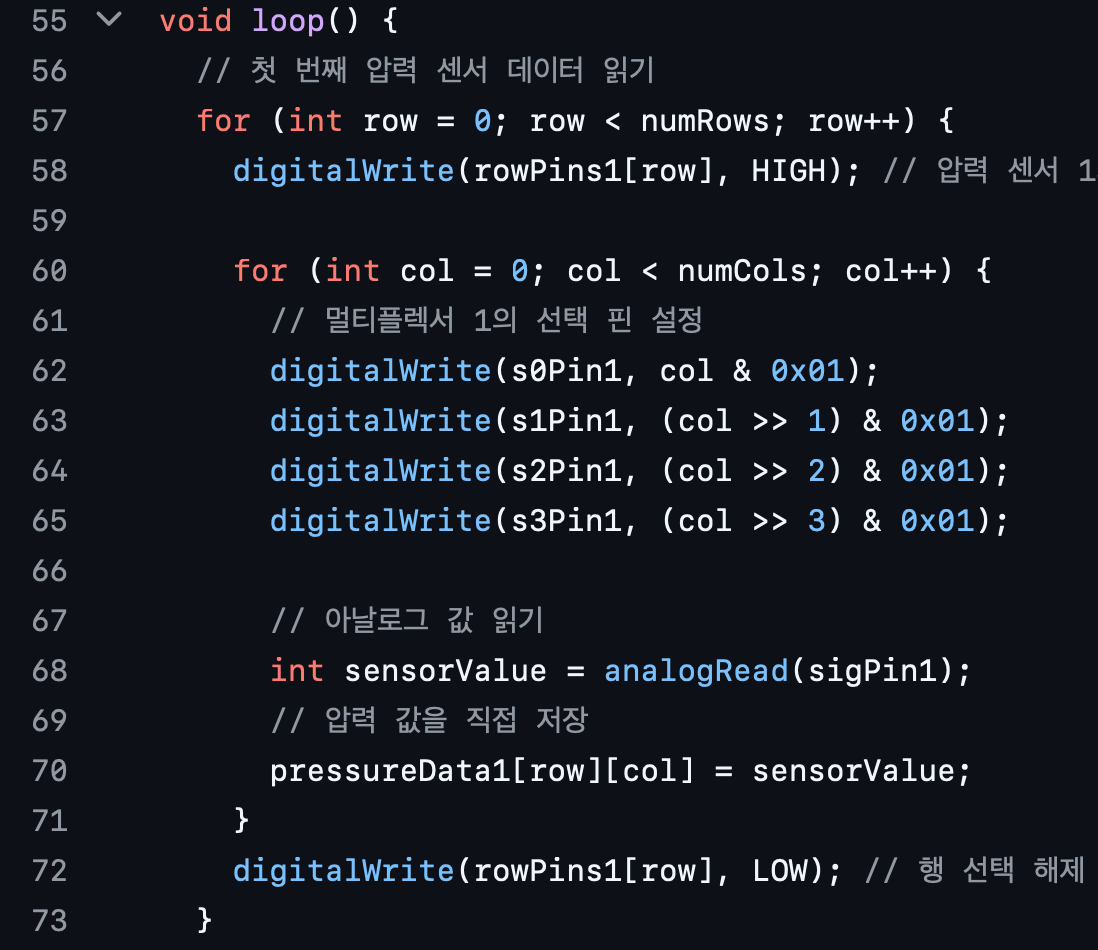 55 void loop() {
56 // 첫 번째 압력 센서 데이터 읽기
57 for (int row = 0; row < numRows; row++) {
58 digitalWrite(rowPins1[row], HIGH); // 압력 센서 1
59
60 for (int col = 0; col < numCols; col++) {
61 // 멀티플렉서 1의 선택 핀 설정
62 digitalWrite(s0Pin1, col & 0x01);
63 digitalWrite(s1Pin1, (col >> 1) & 0x01);
64 digitalWrite(s2Pin1, (col >> 2) & 0x01);
65 digitalWrite(s3Pin1, (col >> 3) & 0x01);
66
67 // 아날로그 값 읽기
68 int sensorValue = analogRead(sigPin1);
69 // 압력 값을 직접 저장
70 pressureData1[row][col] = sensorValue;
71 }
72 digitalWrite(rowPins1[row], LOW); // 행 선택 해제
73 }